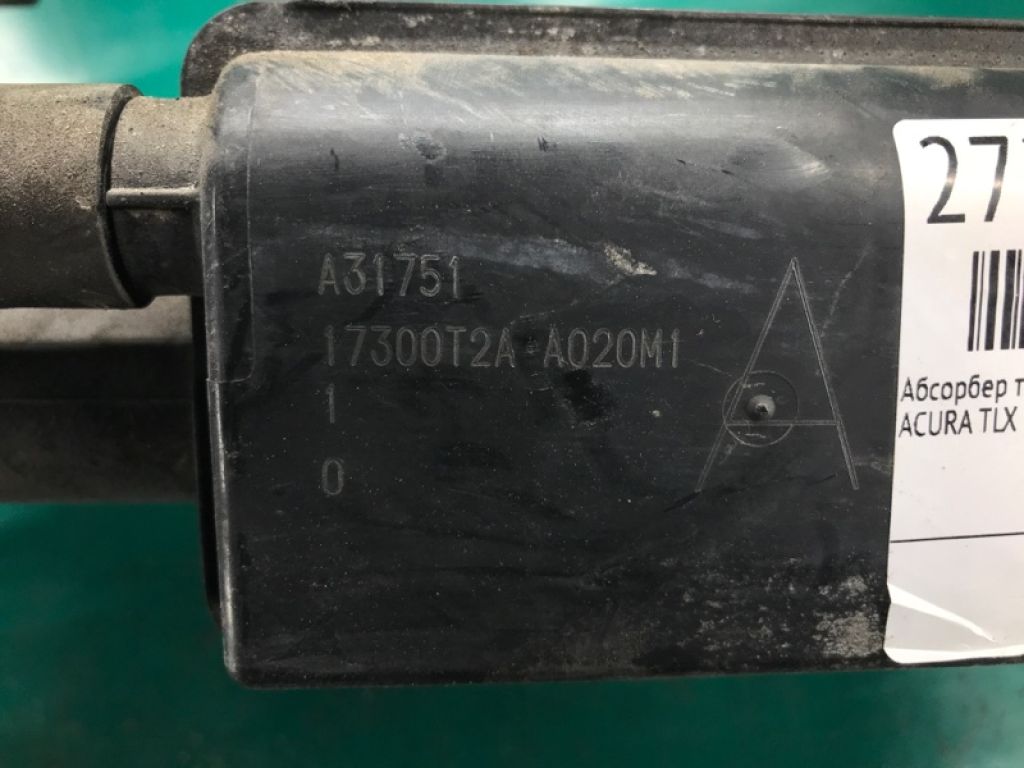 A31751
17300T2A-A020M1
1
0
A
27
Абсорбер
ACURA TLX